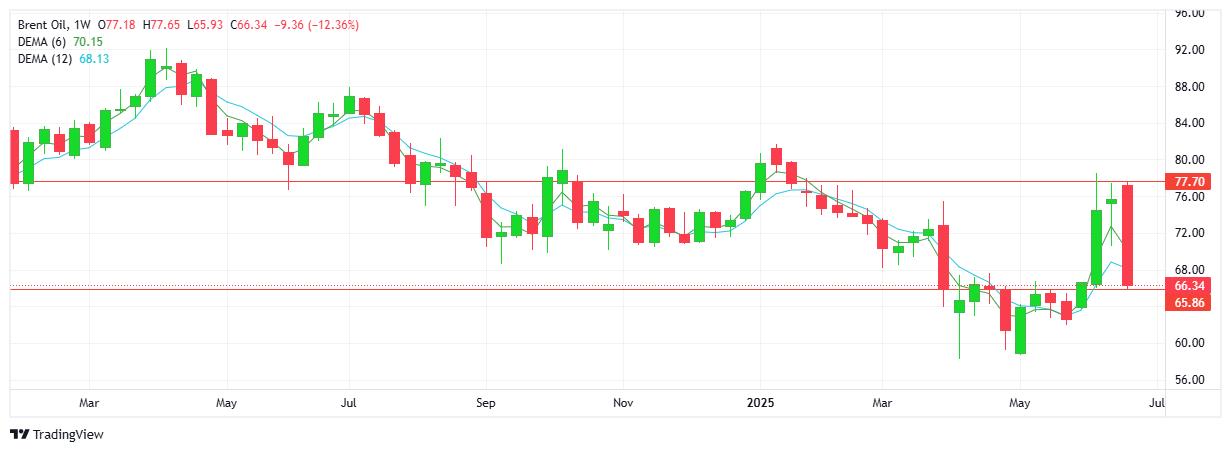 Brent Oil, 1W O77.18 H77.65 L65.93 C66.34 −9.36 (−12.36%)
DEMA (6) 70.15
DEMA (12) 68.13
96.00
92.00
88.00
84.00
80.00
77.70
76.00
72.00
68.00
66.34
65.86
60.00
56.00
Mar May Jul Sep Nov 2025 Mar May Jul
TradingView